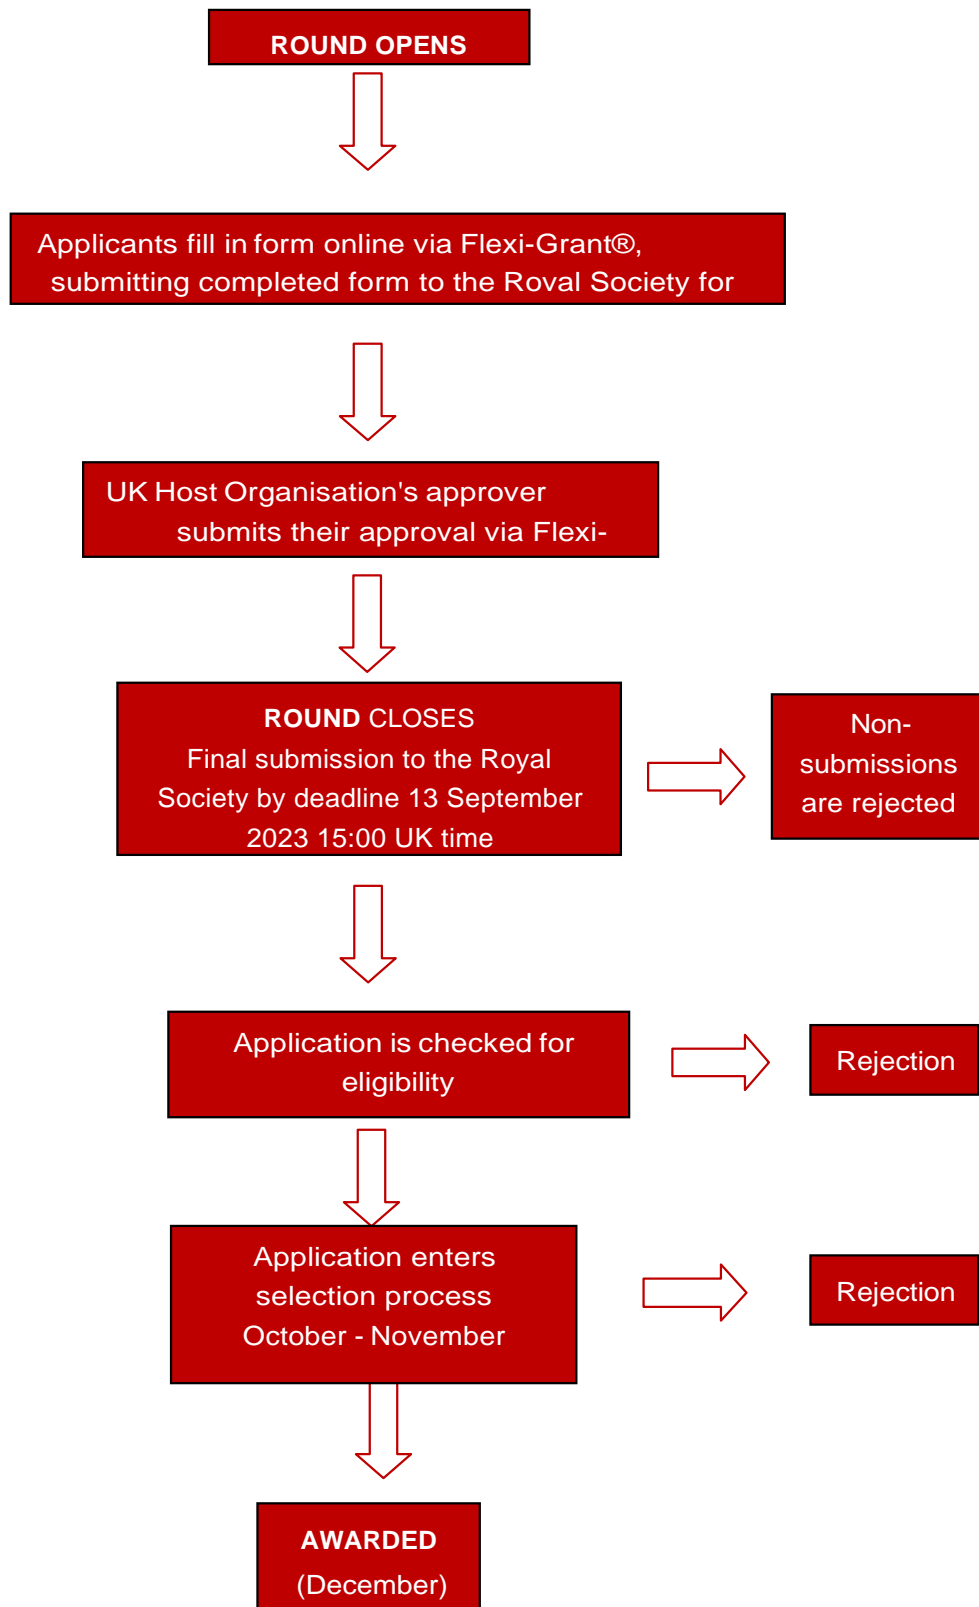 ROUND OPENS
Applicants fill in form online via Flexi-Grant®,
submitting completed form to the Royal Society for
UK Host Organisation's approver
submits their approval via Flexi-
ROUND CLOSES
Final submission to the Royal
Society by deadline 13 September
2023 15:00 UK time
Non-
submissions
are rejected
Application is checked for
eligibility
Rejection
Application enters
selection process
October - November
Rejection
AWARDED
(December)